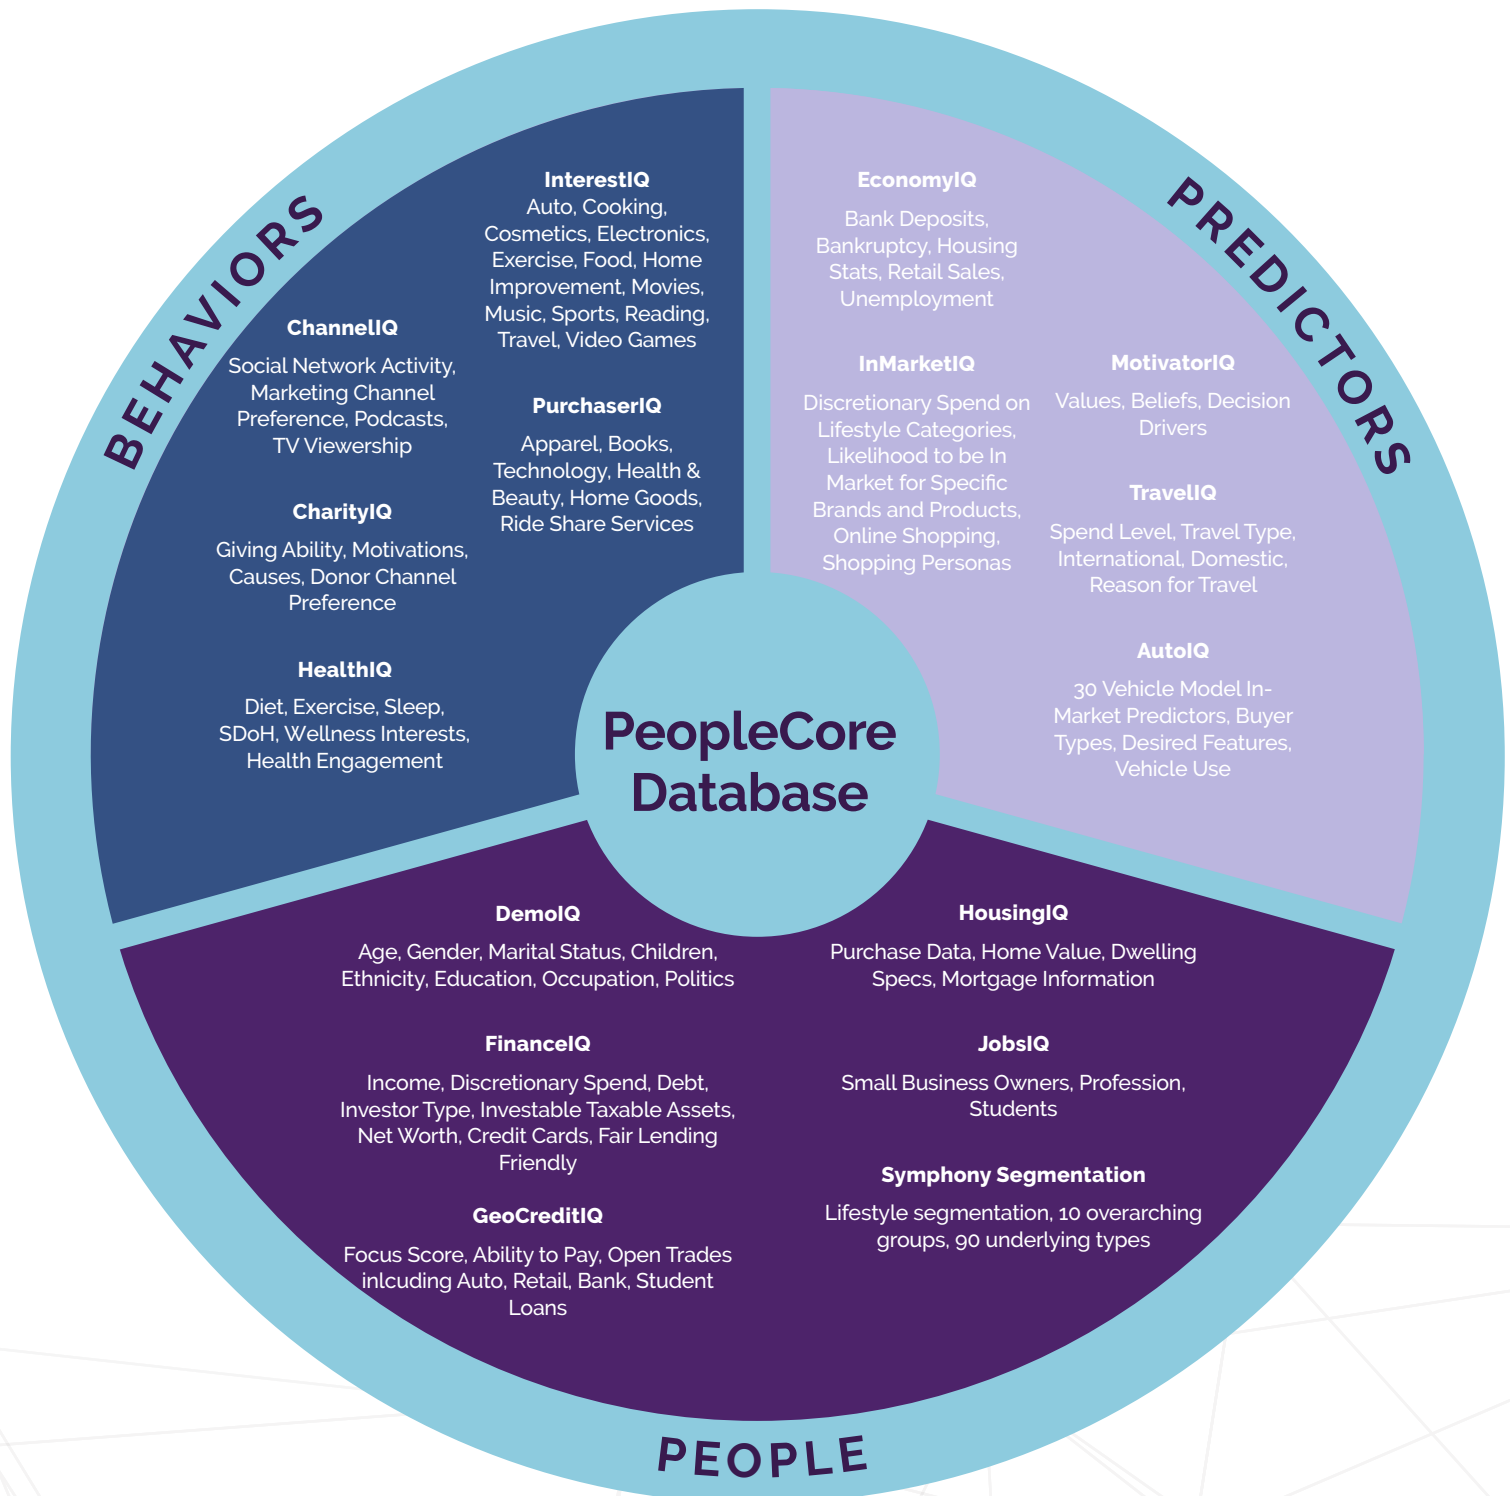 BEHAVIORS
InterestIQ
Auto, Cooking,
Cosmetics, Electronics,
Exercise, Food, Home
Improvement, Movies,
Music, Sports, Reading,
Travel, Video Games
ChannelIQ
Social Network Activity,
Marketing Channel
Preference, Podcasts,
TV Viewership
PurchaserIQ
Apparel, Books,
Technology, Health &
Beauty, Home Goods,
Ride Share Services
CharityIQ
Giving Ability, Motivations,
Causes, Donor Channel
Preference
HealthIQ
Diet, Exercise, Sleep,
SDoH, Wellness Interests,
Health Engagement
PREDICTORS
EconomyIQ
Bank Deposits,
Bankruptcy, Housing
Stats, Retail Sales,
Unemployment
InMarketIQ
Discretionary Spend on
Lifestyle Categories,
Likelihood to be In
Market for Specific
Brands and Products,
Online Shopping,
Shopping Personas
MotivatorIQ
Values, Beliefs, Decision
Drivers
TravelIQ
Spend Level, Travel Type,
International, Domestic,
Reason for Travel
AutoIQ
30 Vehicle Model In-
Market Predictors, Buyer
Types, Desired Features,
Vehicle Use
PeopleCore
Database
DemoIQ
Age, Gender, Marital Status, Children,
Ethnicity, Education, Occupation, Politics
FinanceIQ
Income, Discretionary Spend, Debt,
Investor Type, Investable Taxable Assets,
Net Worth, Credit Cards, Fair Lending
Friendly
GeoCreditIQ
Focus Score, Ability to Pay, Open Trades
inlcuding Auto, Retail, Bank, Student
Loans
HousingIQ
Purchase Data, Home Value, Dwelling
Specs, Mortgage Information
JobsIQ
Small Business Owners, Profession,
Students
Symphony Segmentation
Lifestyle segmentation, 10 overarching
groups, 90 underlying types
PEOPLE